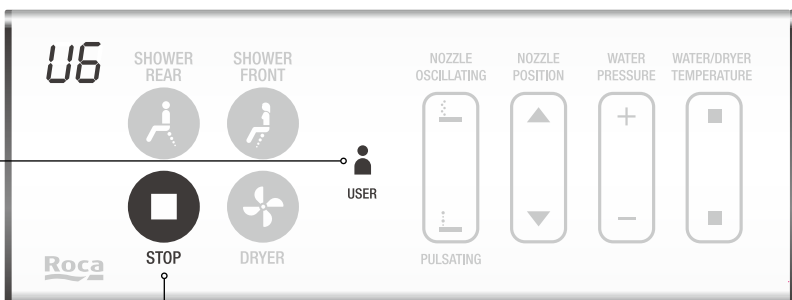 U6
SHOWER
REAR
SHOWER
FRONT
NOZZLE
OSCILLATING
NOZZLE
POSITION
WATER
PRESSURE
WATER/DRYER
TEMPERATURE
USER
STOP
DRYER
PULSATING
Roca